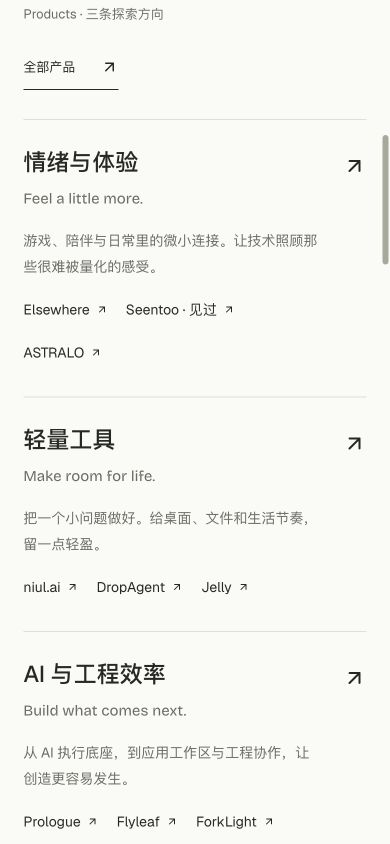 Products · 三条探索方向
全部产品
情绪与体验
Feel a little more.
游戏、陪伴与日常里的微小连接。让技术照顾那
些很难被量化的感受。
Elsewhere Seentoo · 见过
ASTRALO
轻量工具
Make room for life.
把一个小问题做好。给桌面、文件和生活节奏，
留一点轻盈。
niul.ai DropAgent Jelly
AI 与工程效率
Build what comes next.
从 AI 执行底座，到应用工作区与工程协作，让
创造更容易发生。
Prologue Flyleaf ForkLight